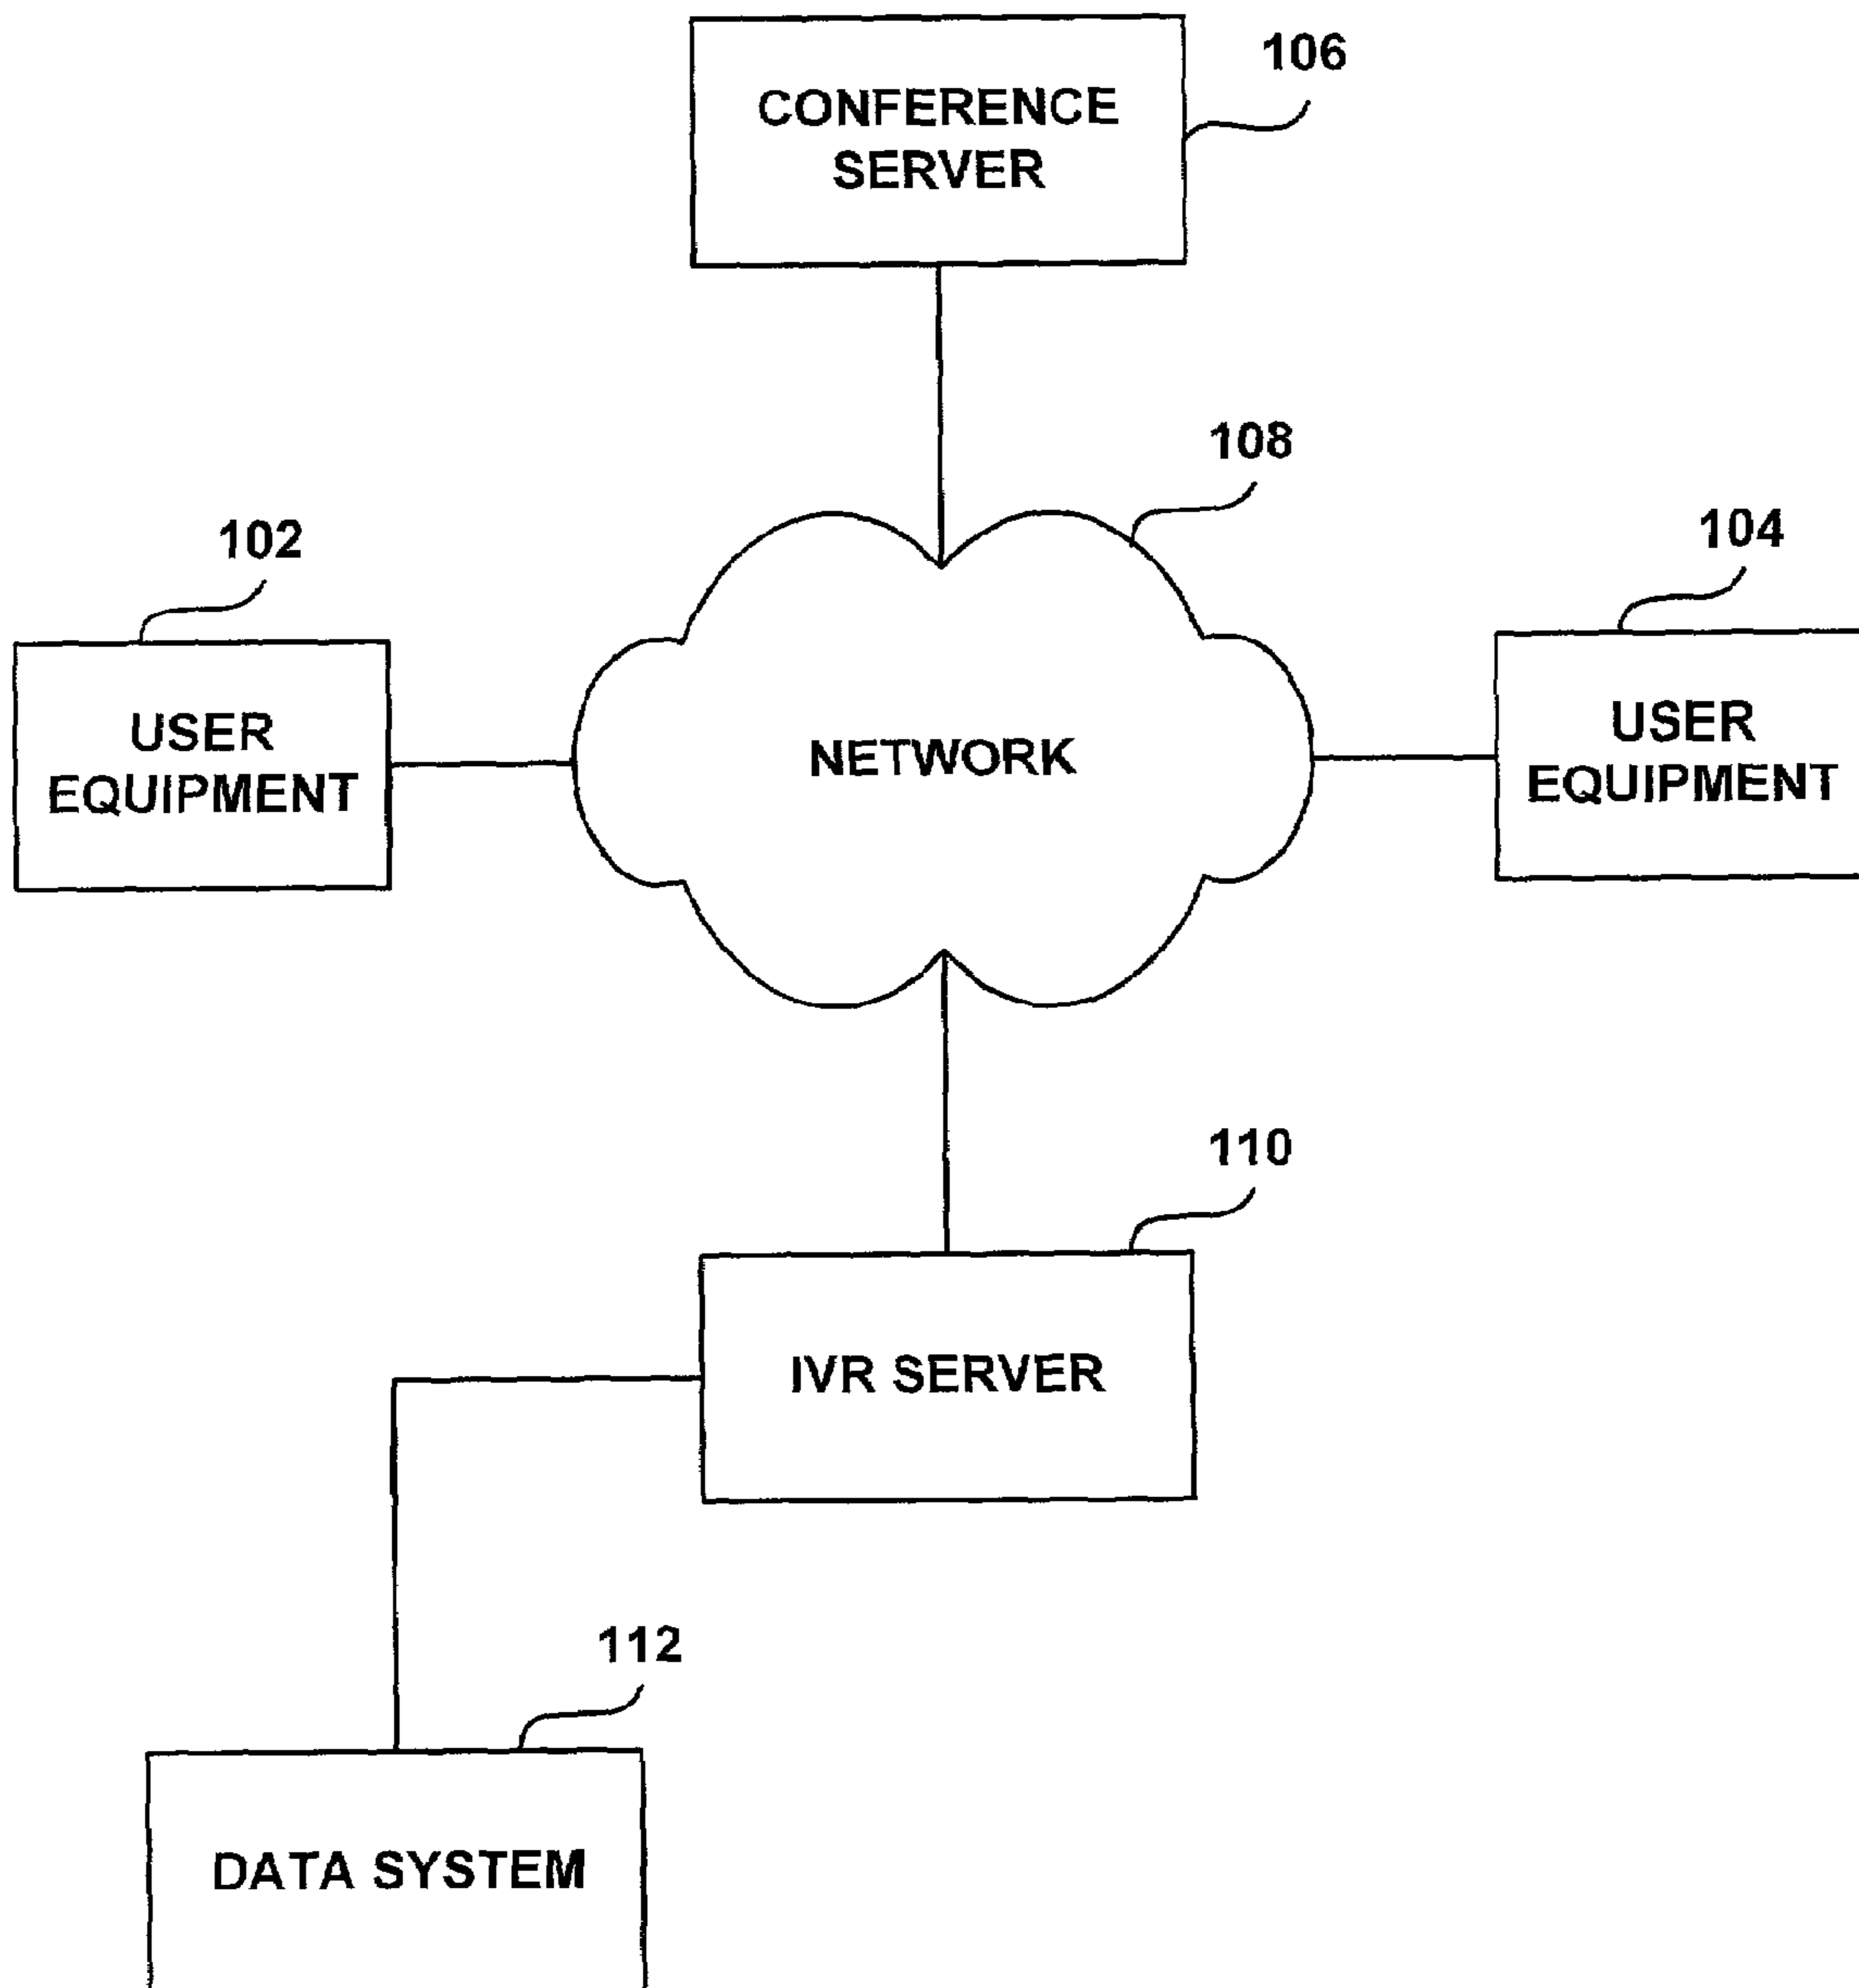 106
CONFERENCE
SERVER
108
102
104
USER
EQUIPMENT
NETWORK
USER
EQUIPMENT
110
IVR SERVER
112
DATA SYSTEM